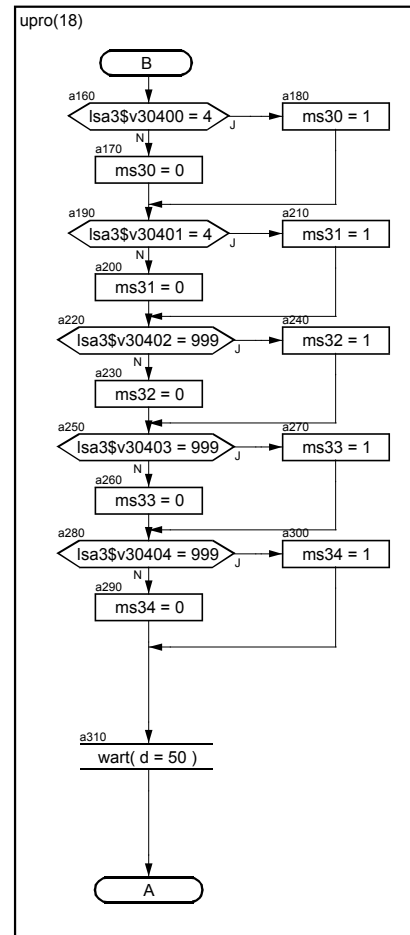 upro(18)
B
a160
lsa3$v30400 = 4
J
N
a180
ms30 = 1
a170
ms30 = 0
a190
lsa3$v30401 = 4
J
N
a210
ms31 = 1
a200
ms31 = 0
a220
lsa3$v30402 = 999
J
N
a240
ms32 = 1
a230
ms32 = 0
a250
lsa3$v30403 = 999
J
N
a270
ms33 = 1
a260
ms33 = 0
a280
lsa3$v30404 = 999
J
N
a300
ms34 = 1
a290
ms34 = 0
a310
wart( d = 50 )
A